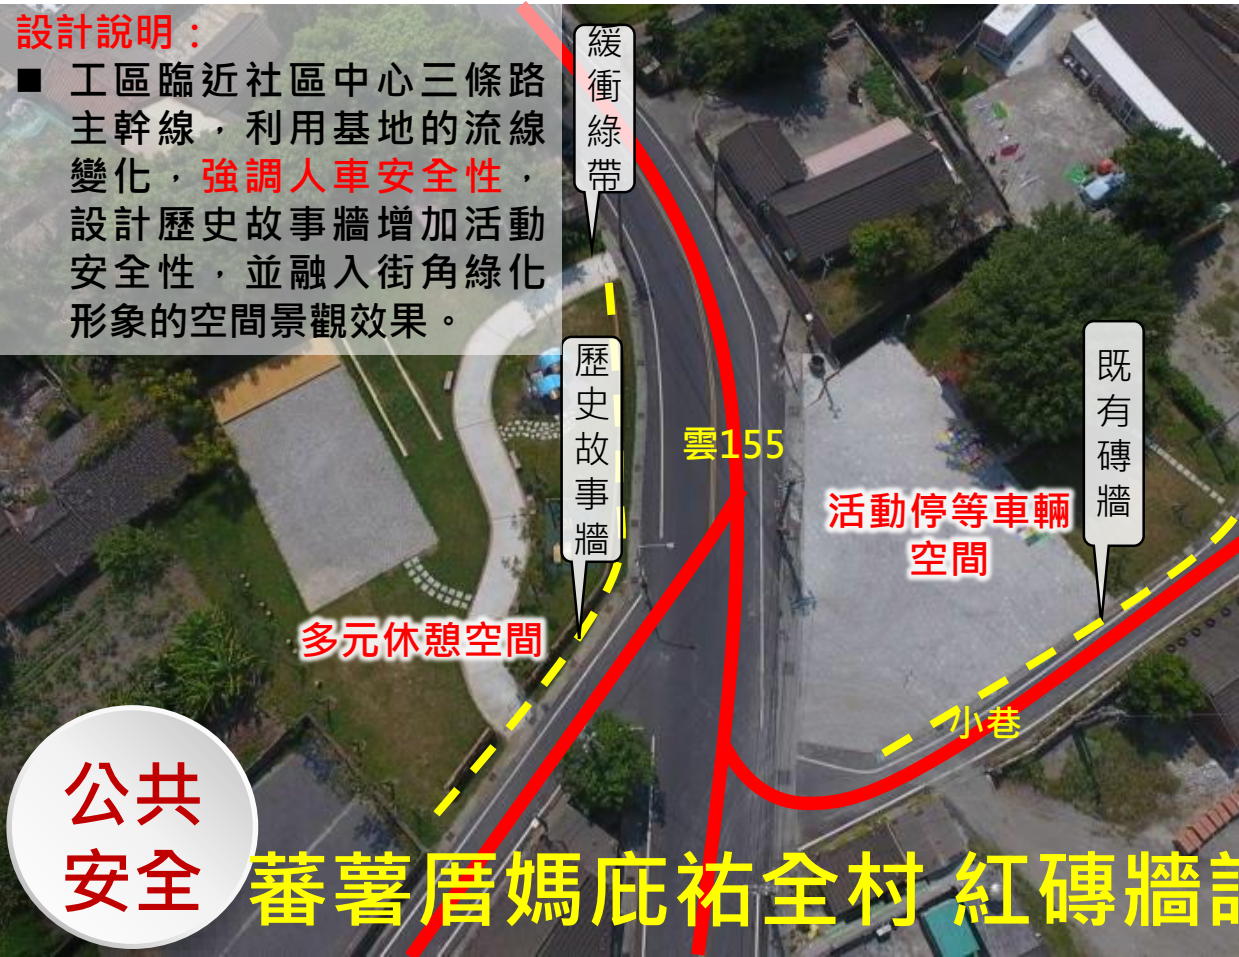 設計說明：
■ 工區臨近社區中心三條路
主幹線，利用基地的流線
變化，強調人車安全性，
設計歷史故事牆增加活動
安全性，並融入街角綠化
形象的空間景觀效果。
緩衝綠帶
歷史故事牆
既有磚牆
雲155
活動停等車輛
空間
多元休憩空間
小巷
公共
安全
蕃薯厝媽庇祐全村 紅磚牆